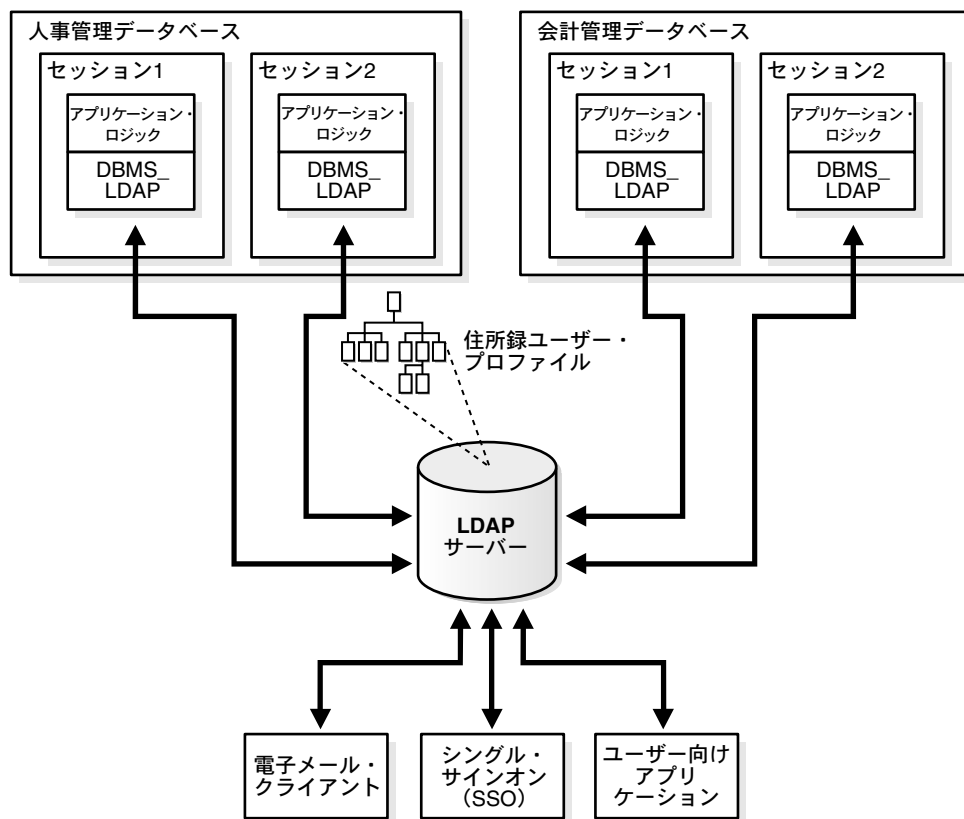 人事管理データベース
セッション1
アプリケーション・
ロジック
DBMS_
LDAP
セッション2
アプリケーション・
ロジック
DBMS_
LDAP
会計管理データベース
セッション1
アプリケーション・
ロジック
DBMS_
LDAP
セッション2
アプリケーション・
ロジック
DBMS_
LDAP
住所録ユーザー・
プロファイル
LDAP
サーバー
電子メール・
クライアント
シングル・
サインオン
（SSO）
ユーザー向け
アプリ
ケーション